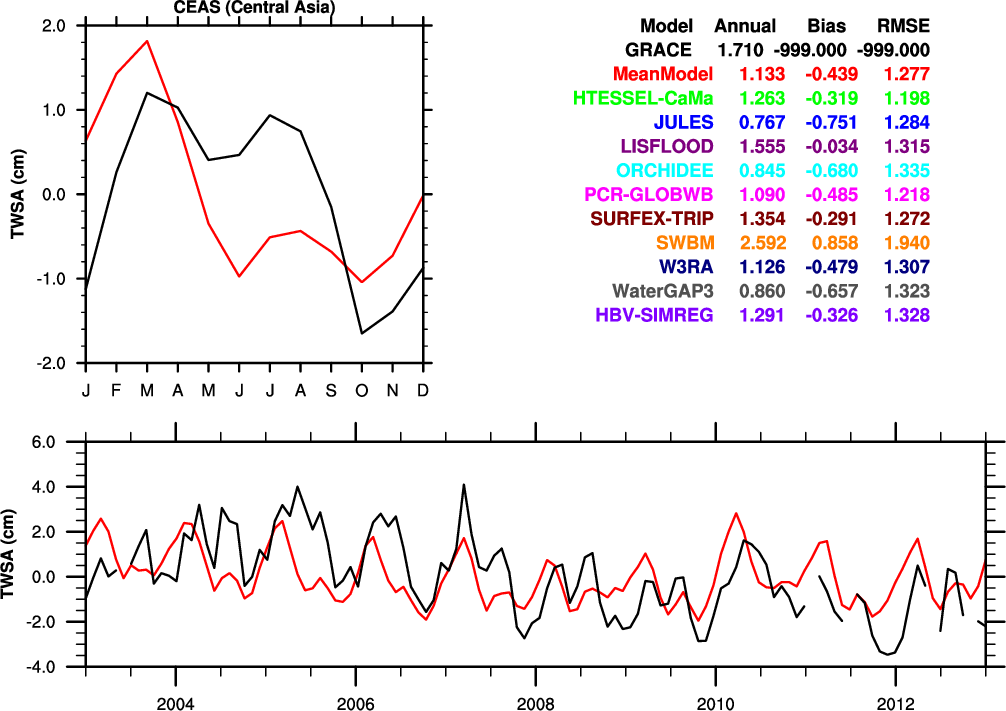 CEAS (Central Asia)
2.0
1.0
0.0
-1.0
-2.0
TWSA (cm)
J F M A M J J A S O N D
Model Annual Bias RMSE
GRACE 1.710 -999.000 -999.000
MeanModel 1.133 -0.439 1.277
HTESSEL-CaMa 1.263 -0.319 1.198
JULES 0.767 -0.751 1.284
LISFLOOD 1.555 -0.034 1.315
ORCHIDEE 0.845 -0.680 1.335
PCR-GLOBWB 1.090 -0.485 1.218
SURFEX-TRIP 1.354 -0.291 1.272
SWBM 2.592 0.858 1.940
W3RA 1.126 -0.479 1.307
WaterGAP3 0.860 -0.657 1.323
HBV-SIMREG 1.291 -0.326 1.328
6.0
4.0
2.0
0.0
-2.0
-4.0
TWSA (cm)
2004 2006 2008 2010 2012